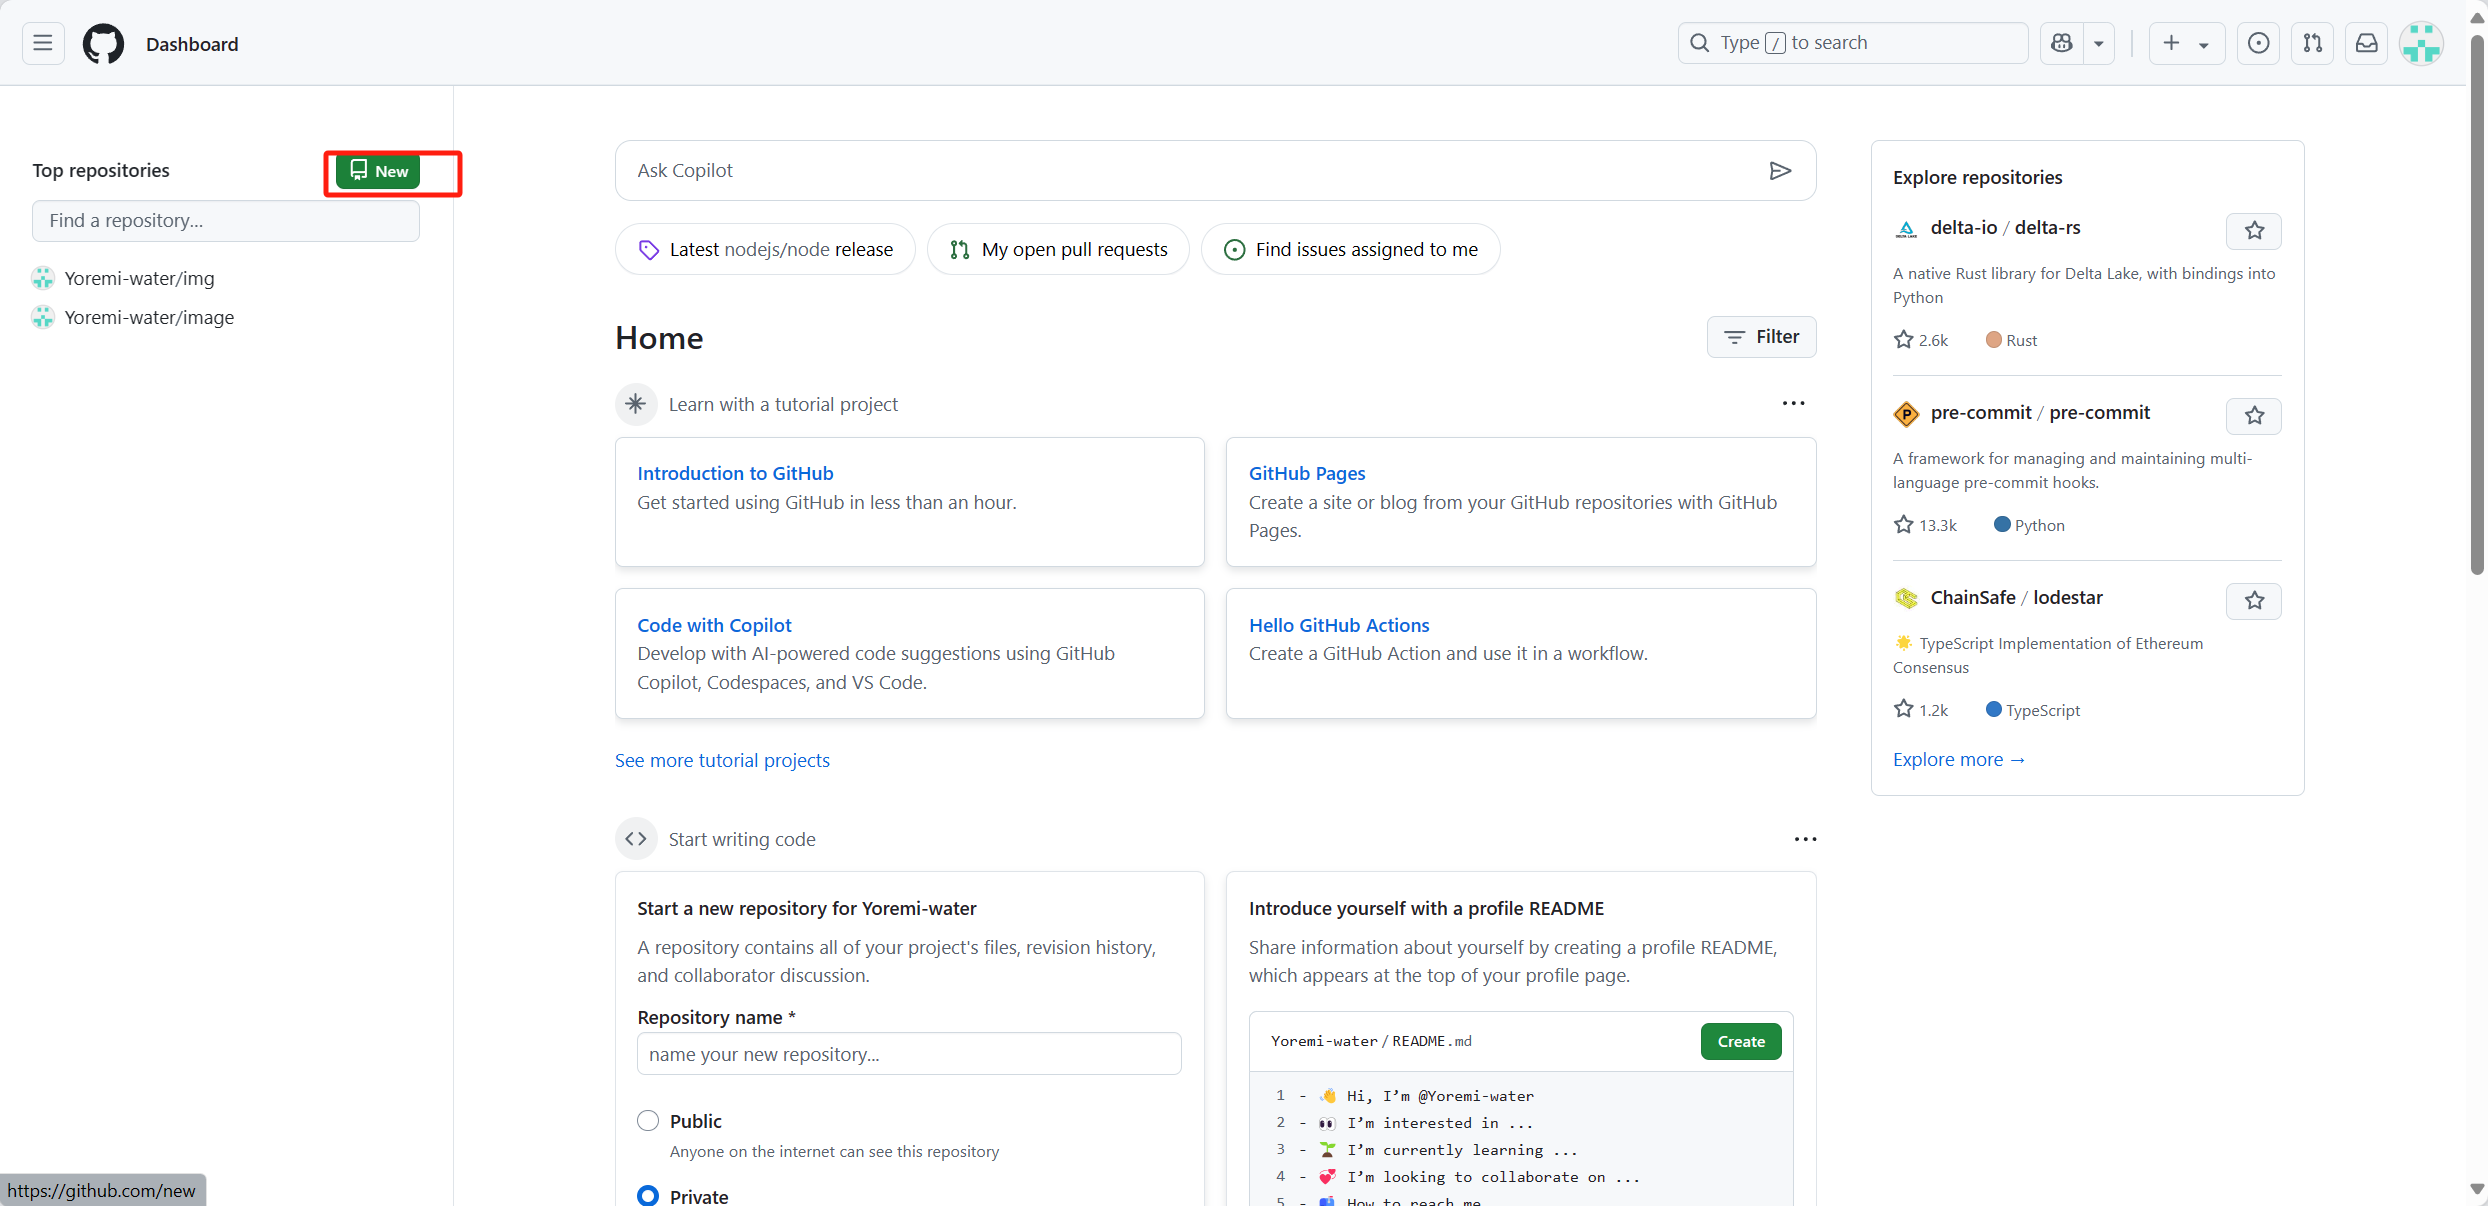 Dashboard
Type / to search
Top repositories
New
Find a repository...
Yoremi-water/img
Yoremi-water/image
Ask Copilot
Latest nodejs/node release
My open pull requests
Find issues assigned to me
Home
Filter
Learn with a tutorial project
Introduction to GitHub
Get started using GitHub in less than an hour.
GitHub Pages
Create a site or blog from your GitHub repositories with GitHub
Pages.
Code with Copilot
Develop with AI-powered code suggestions using GitHub
Copilot, Codespaces, and VS Code.
Hello GitHub Actions
Create a GitHub Action and use it in a workflow.
See more tutorial projects
Start writing code
Start a new repository for Yoremi-water
A repository contains all of your project's files, revision history,
and collaborator discussion.
Repository name *
name your new repository...
Public
Anyone on the internet can see this repository
Private
Introduce yourself with a profile README
Share information about yourself by creating a profile README,
which appears at the top of your profile page.
Yoremi-water/README.md
Create
1 - 👋 Hi, I’m @Yoremi-water
2 - 👀 I’m interested in ...
3 - 🌱 I’m currently learning ...
4 - 💞️ I’m looking to collaborate on ...
5 - 📫 How to reach me
Explore repositories
delta-io / delta-rs
A native Rust library for Delta Lake, with bindings into
Python
2.6k
Rust
pre-commit / pre-commit
A framework for managing and maintaining multi-
language pre-commit hooks.
13.3k
Python
ChainSafe / lodestar
🌟 TypeScript Implementation of Ethereum
Consensus
1.2k
TypeScript
Explore more →
https://github.com/new